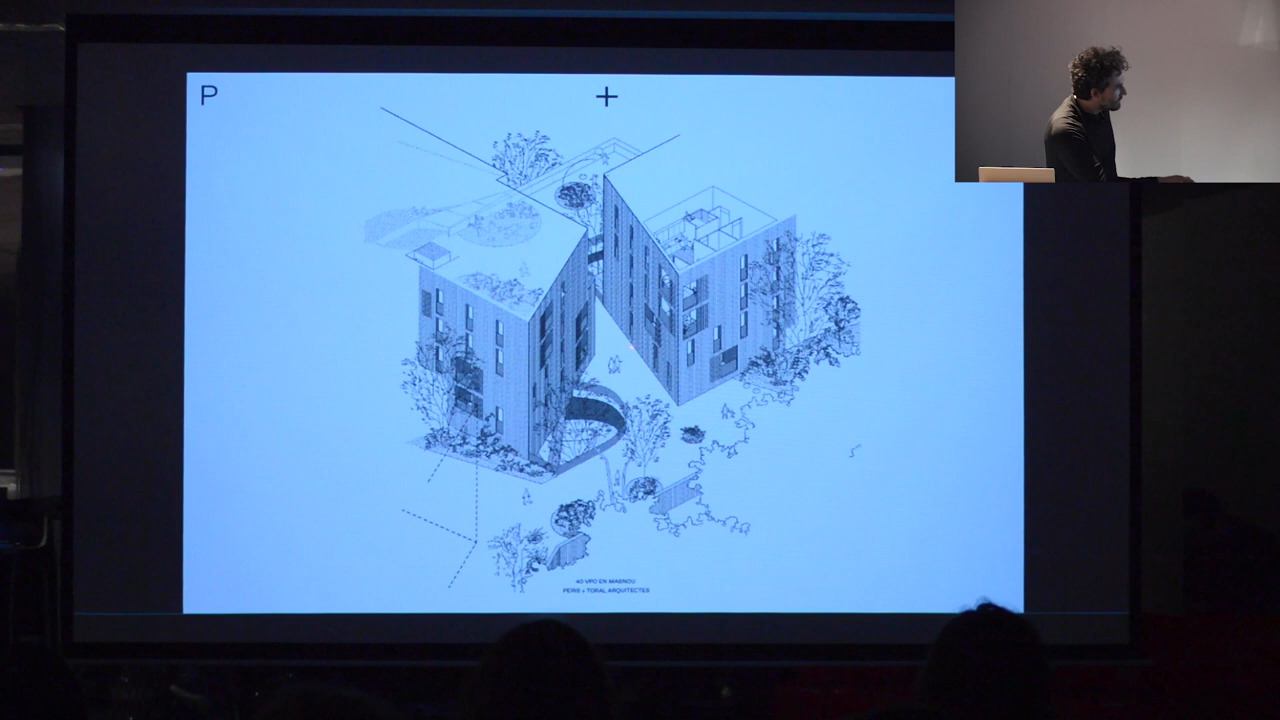 P
+
40 VPO EN MASNOU
PERIS + TORAL ARQUITECTES